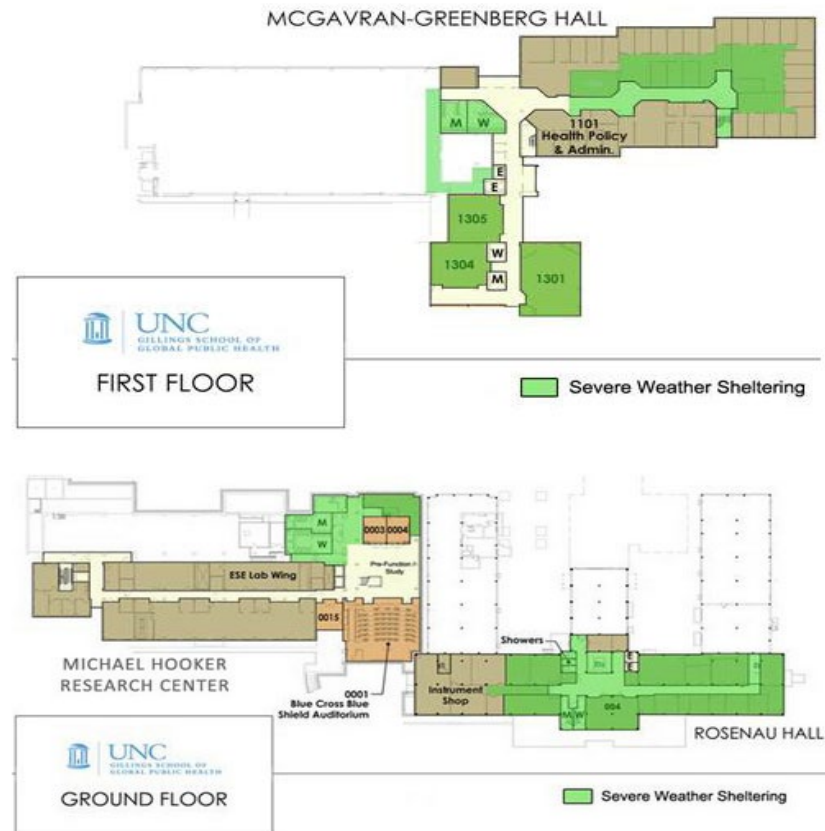 MCGAVRAN-GREENBERG HALL
M W
1101
Health Policy
& Admin.
E
E
1305
W
1304
1301
M
UNC
GILLINGS SCHOOL OF
GLOBAL PUBLIC HEALTH
FIRST FLOOR
Severe Weather Sheltering
M
0003 0004
W
Pre-Function
Study
ESE Lab Wing
0015
Showers
MICHAEL HOOKER
RESEARCH CENTER
0001
Blue Cross Blue
Shield Auditorium
Instrument
Shop
E
E
M W
004
ROSENAU HALL
UNC
GILLINGS SCHOOL OF
GLOBAL PUBLIC HEALTH
GROUND FLOOR
Severe Weather Sheltering